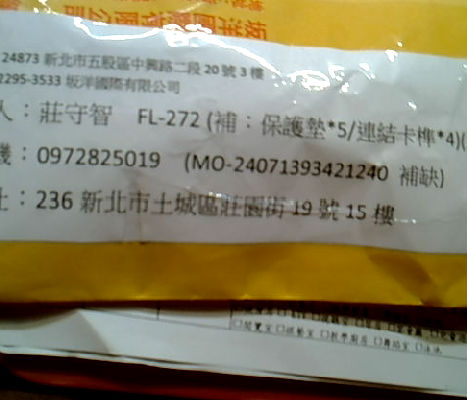 24873 新北市五股區中興路二段 20 號 3 樓
2295-3533 坂洋國際有限公司
人：莊守智 FL-272 (補：保護墊*5/連結卡榫*4)(
機：0972825019 (MO-24071393421240 補缺)
址：236 新北市土城區莊園街 19 號 15 樓